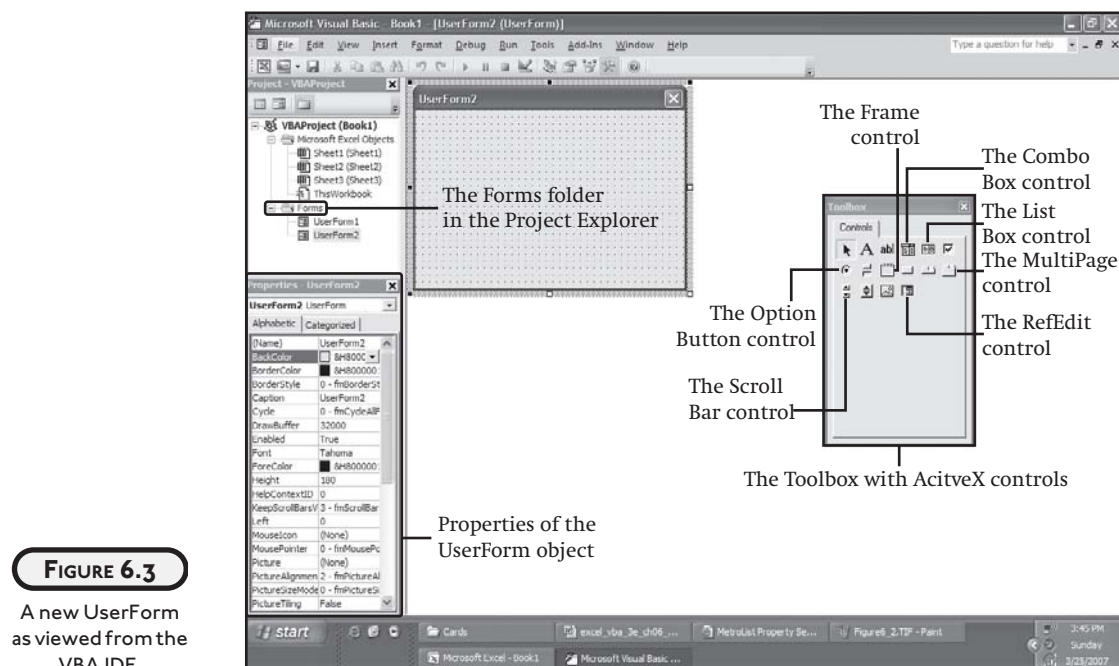 Microsoft Visual Basic - Book1 - [UserForm2 (UserForm)]
File Edit View Insert Format Debug Run Tools Add-Ins Window Help
Type a question for help
Project - VBAProject
VBAProject (Book1)
Microsoft Excel Objects
Sheet1 (Sheet1)
Sheet2 (Sheet2)
Sheet3 (Sheet3)
ThisWorkbook
Forms
UserForm1
UserForm2
UserForm2
The Forms folder
in the Project Explorer
The Frame
control
The Combo
Box control
The List
Box control
The MultiPage
control
The RefEdit
control
Toolbox
Controls
A abl
The Option
Button control
The Scroll
Bar control
The Toolbox with AcitveX controls
Properties - UserForm2
UserForm2 UserForm
Alphabetic Categorized
(Name) UserForm2
BackColor &H800C
BorderColor &H800000
BorderStyle 0 - fmBorderSt
Caption UserForm2
Cycle 0 - fmCycleAllF
DrawBuffer 32000
Enabled True
Font Tahoma
ForeColor &H800000
Height 180
HelpContextID 0
KeepScrollBarsV 3 - fmScrollBar
Left 0
MouseIcon (None)
MousePointer 0 - fmMousePo
Picture (None)
PictureAlignmen 2 - fmPictureAl
PictureSizeMode 0 - fmPictureSi
PictureTiling False
Properties of the
UserForm object
start
Cards
excel_vba_3e_ch06_...
MetroList Property Se...
Figure6_2.TIF - Paint
3:45 PM
Sunday
3/25/2007
Microsoft Excel - Book1
Microsoft Visual Basic ...
FIGURE 6.3
A new UserForm
as viewed from the
VBA IDE